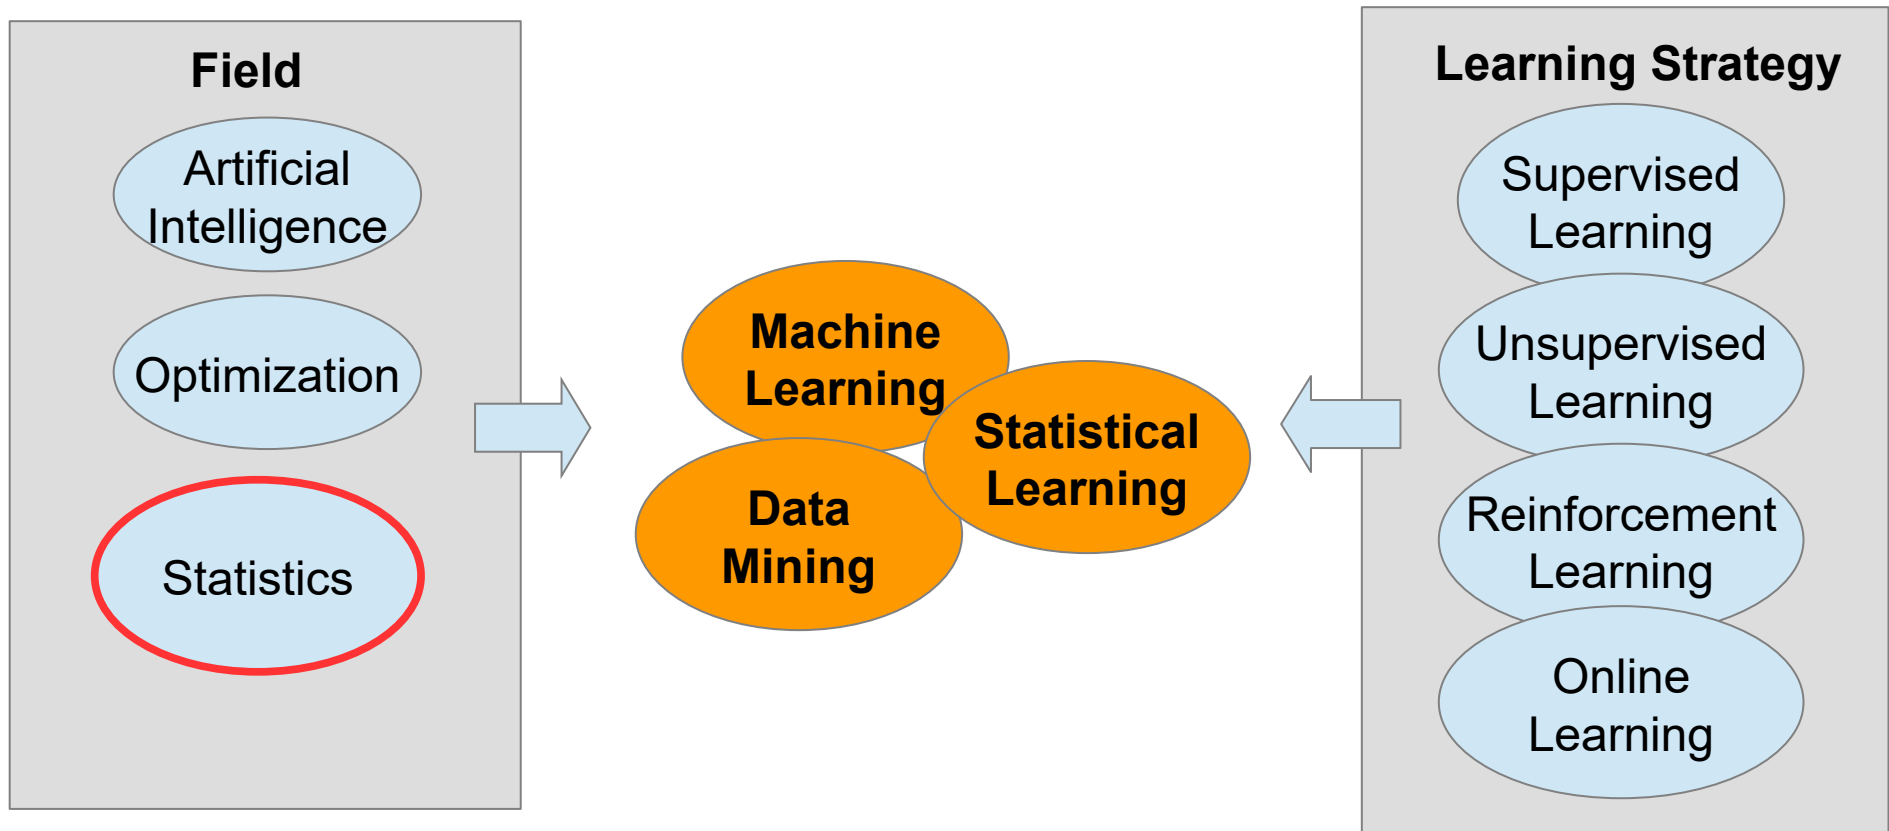 Field
Artificial
Intelligence
Optimization
Statistics
Machine
Learning
Statistical
Learning
Data
Mining
Learning Strategy
Supervised
Learning
Unsupervised
Learning
Reinforcement
Learning
Online
Learning